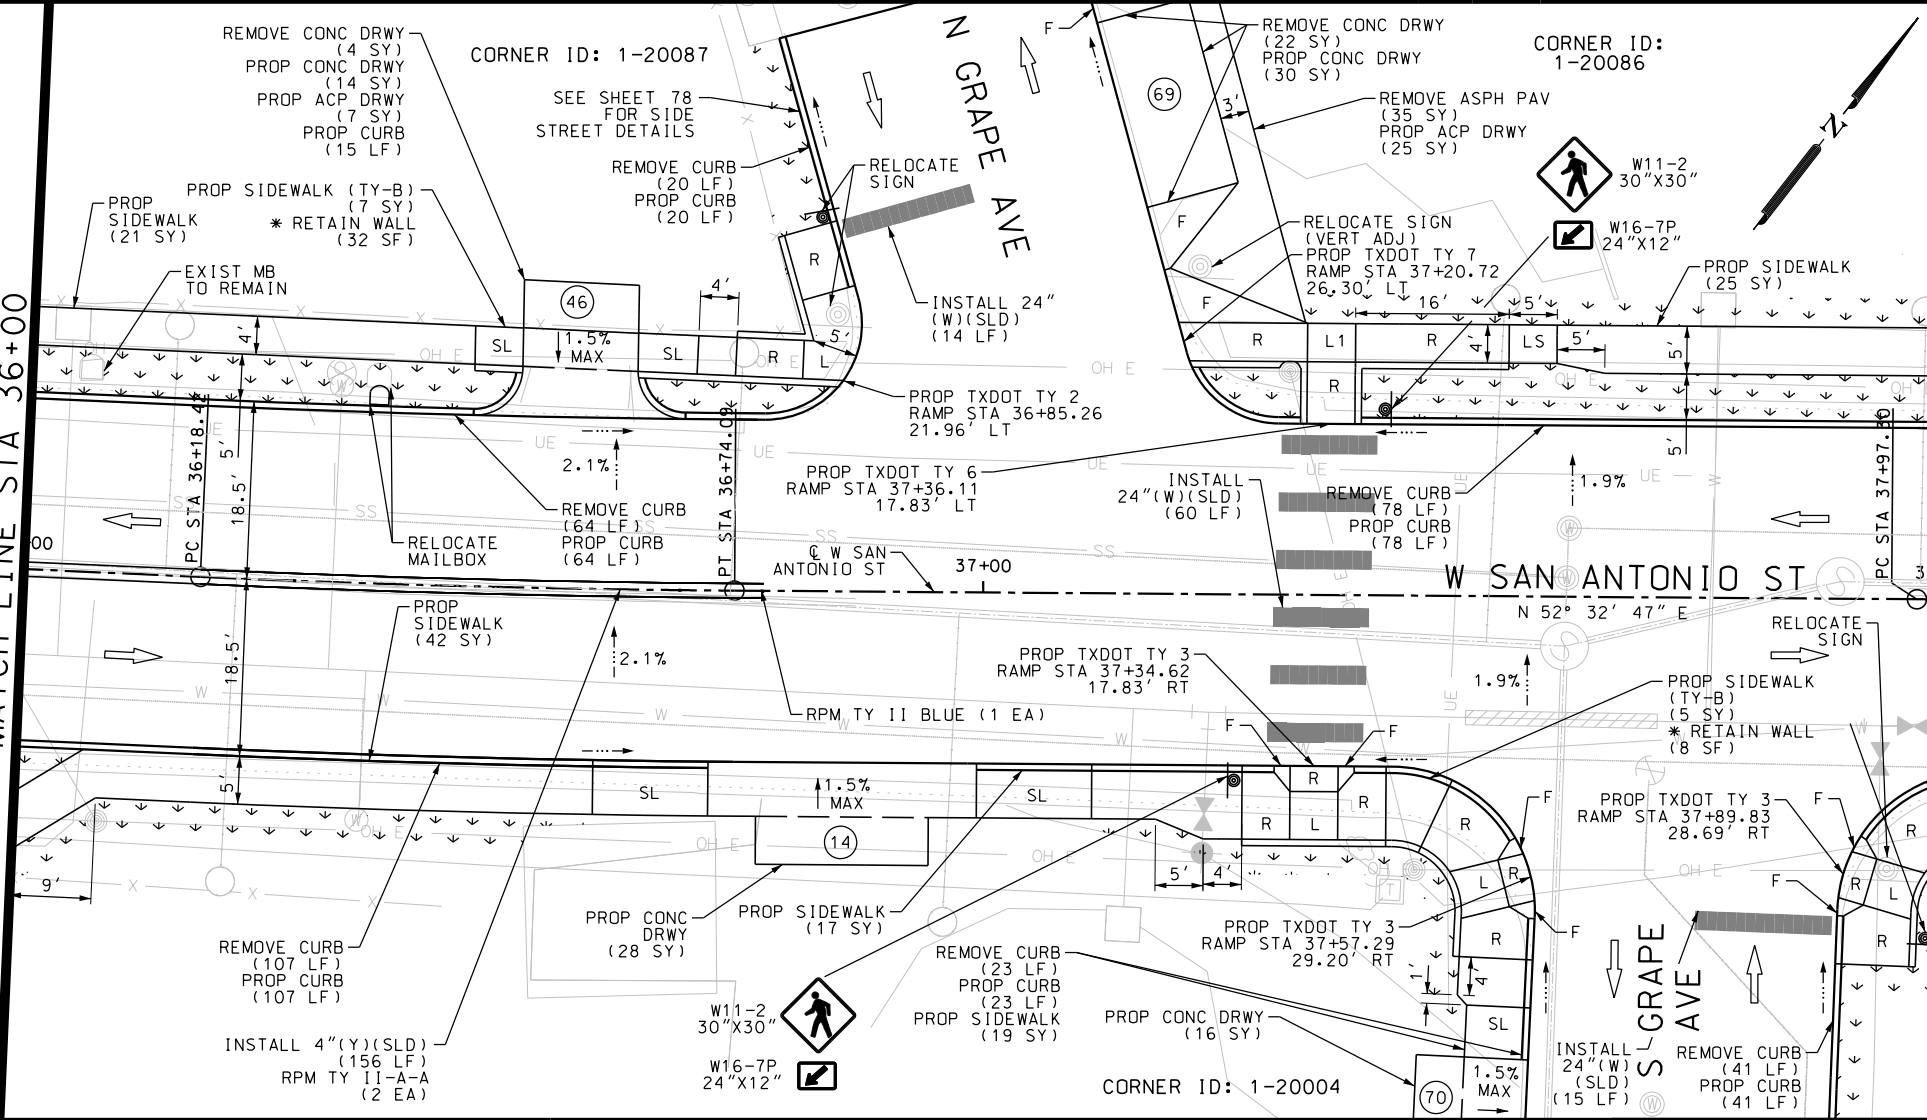 REMOVE CONC DRWY
(4 SY)
PROP CONC DRWY
(14 SY)
PROP ACP DRWY
(7 SY)
PROP CURB
(15 LF)
CORNER ID: 1-20087
SEE SHEET 78
FOR SIDE
STREET DETAILS
REMOVE CURB
(20 LF)
PROP CURB
(20 LF)
RELOCATE
SIGN
N GRAPE AVE
F
REMOVE CONC DRWY
(22 SY)
PROP CONC DRWY
(30 SY)
CORNER ID:
1-20086
69
3'
REMOVE ASPH PAV
(35 SY)
PROP ACP DRWY
(25 SY)
N
W11-2
30"X30"
W16-7P
24"X12"
PROP
SIDEWALK
(21 SY)
PROP SIDEWALK (TY-B)
(7 SY)
* RETAIN WALL
(32 SF)
EXIST MB
TO REMAIN
F
R
RELOCATE SIGN
(VERT ADJ)
PROP TXDOT TY 7
RAMP STA 37+20.72
26.30' LT
PROP SIDEWALK
(25 SY)
INSTALL 24"
(W)(SLD)
(14 LF)
46
4'
1.5%
MAX
SL
SL
R
L
5'
4'
F
R
L1
R
R
16'
5'
4'
LS
5'
5'
5'
OH E
OH E
OH E
OH E
OH
PROP TXDOT TY 2
RAMP STA 36+85.26
21.96' LT
MATCH LINE STA 36+00
PC STA 36+18.44
5'
18.5'
UE
UE
UE
UE
UE
UE
UE
2.1%
PT STA 36+74.09
PROP TXDOT TY 6
RAMP STA 37+36.11
17.83' LT
INSTALL
24"(W)(SLD)
(60 LF)
REMOVE CURB
(78 LF)
PROP CURB
(78 LF)
1.9%
PC STA 37+97.30
W
SS
SS
SS
SS
SS
REMOVE CURB
(64 LF)
PROP CURB
(64 LF)
RELOCATE
MAILBOX
℄ W SAN
ANTONIO ST
37+00
W SAN ANTONIO ST
N 52° 32' 47" E
+00
3
PROP
SIDEWALK
(42 SY)
18.5'
2.1%
PROP TXDOT TY 3
RAMP STA 37+34.62
17.83' RT
1.9%
RELOCATE
SIGN
PROP SIDEWALK
(TY-B)
(5 SY)
* RETAIN WALL
(8 SF)
RPM TY II BLUE (1 EA)
W
W
W
W
W
W
F
F
5'
SL
1.5%
MAX
SL
R
R
R
L
R
F
14
PROP TXDOT TY 3
RAMP STA 37+89.83
28.69' RT
F
R
OH E
OH E
OH E
OH E
L
R
F
R
L
9'
5'
4'
T
PROP CONC
DRWY
(28 SY)
PROP SIDEWALK
(17 SY)
PROP TXDOT TY 3
RAMP STA 37+57.29
29.20' RT
F
R
R
REMOVE CURB
(107 LF)
PROP CURB
(107 LF)
REMOVE CURB
(23 LF)
PROP CURB
(23 LF)
PROP SIDEWALK
(19 SY)
1'
4'
S GRAPE
AVE
W11-2
30"X30"
W16-7P
24"X12"
PROP CONC DRWY
(16 SY)
SL
INSTALL 4"(Y)(SLD)
(156 LF)
RPM TY II-A-A
(2 EA)
CORNER ID: 1-20004
70
1.5%
MAX
INSTALL
24"(W)
(SLD)
(15 LF)
REMOVE CURB
(41 LF)
PROP CURB
(41 LF)